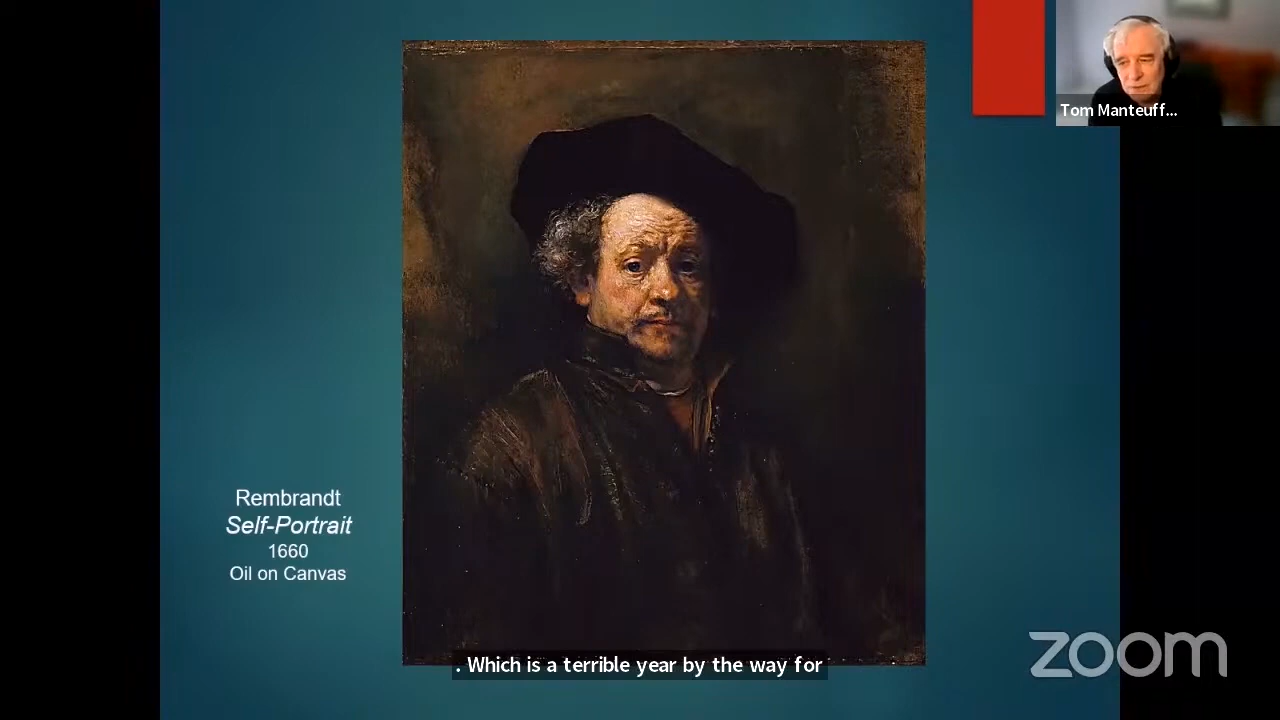 Tom Manteuff...
Rembrandt
Self-Portrait
1660
Oil on Canvas
. Which is a terrible year by the way for
zoom